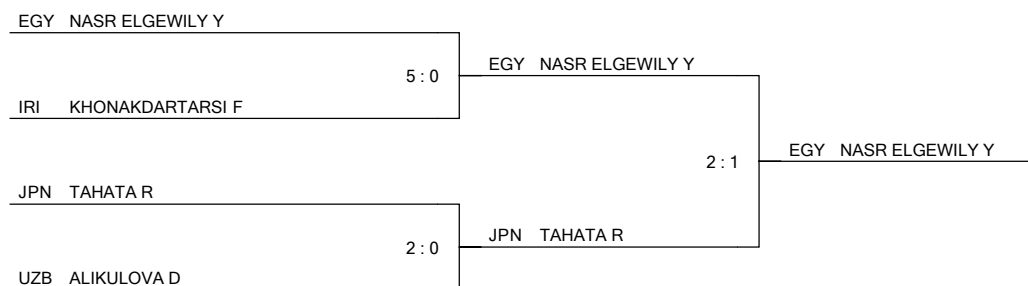 EGY NASR ELGEWILY Y
5 : 0 EGY NASR ELGEWILY Y
IRI KHONAKDARTARSI F
2 : 1 EGY NASR ELGEWILY Y
JPN TAHATA R
2 : 0 JPN TAHATA R
UZB ALIKULOVA D